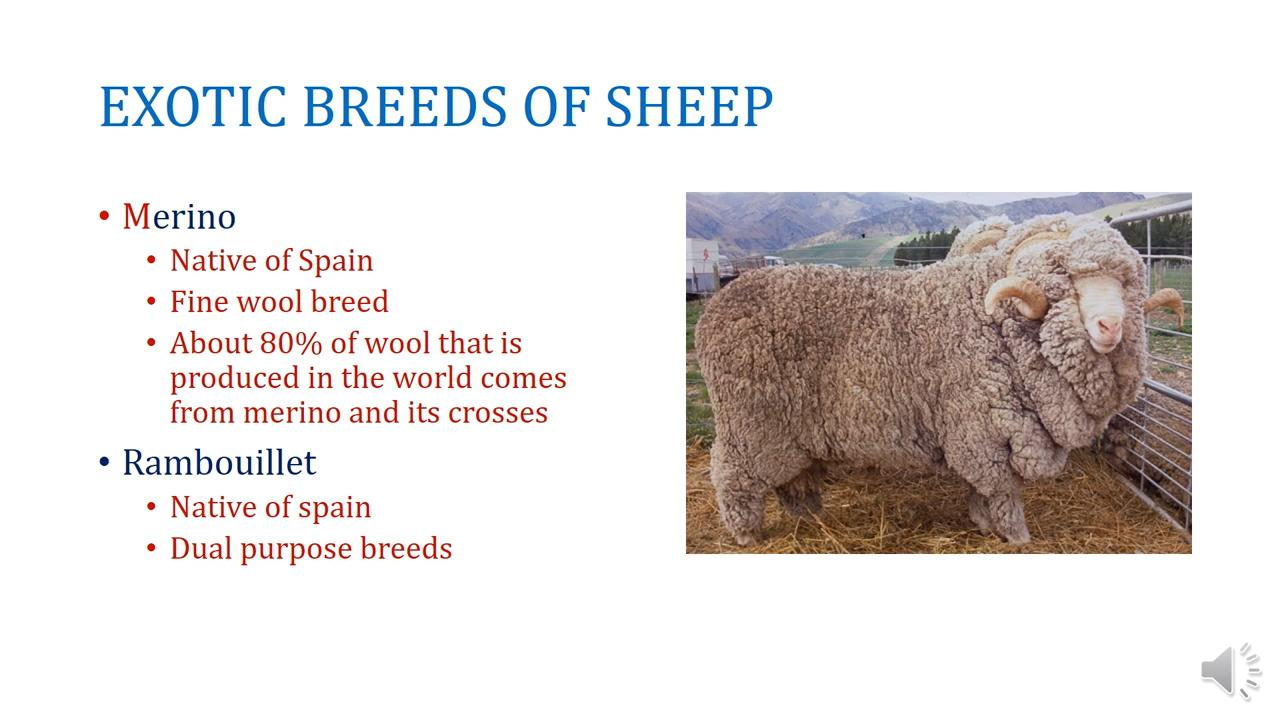 EXOTIC BREEDS OF SHEEP
• Merino
• Native of Spain
• Fine wool breed
• About 80% of wool that is
produced in the world comes
from merino and its crosses
• Rambouillet
• Native of spain
• Dual purpose breeds